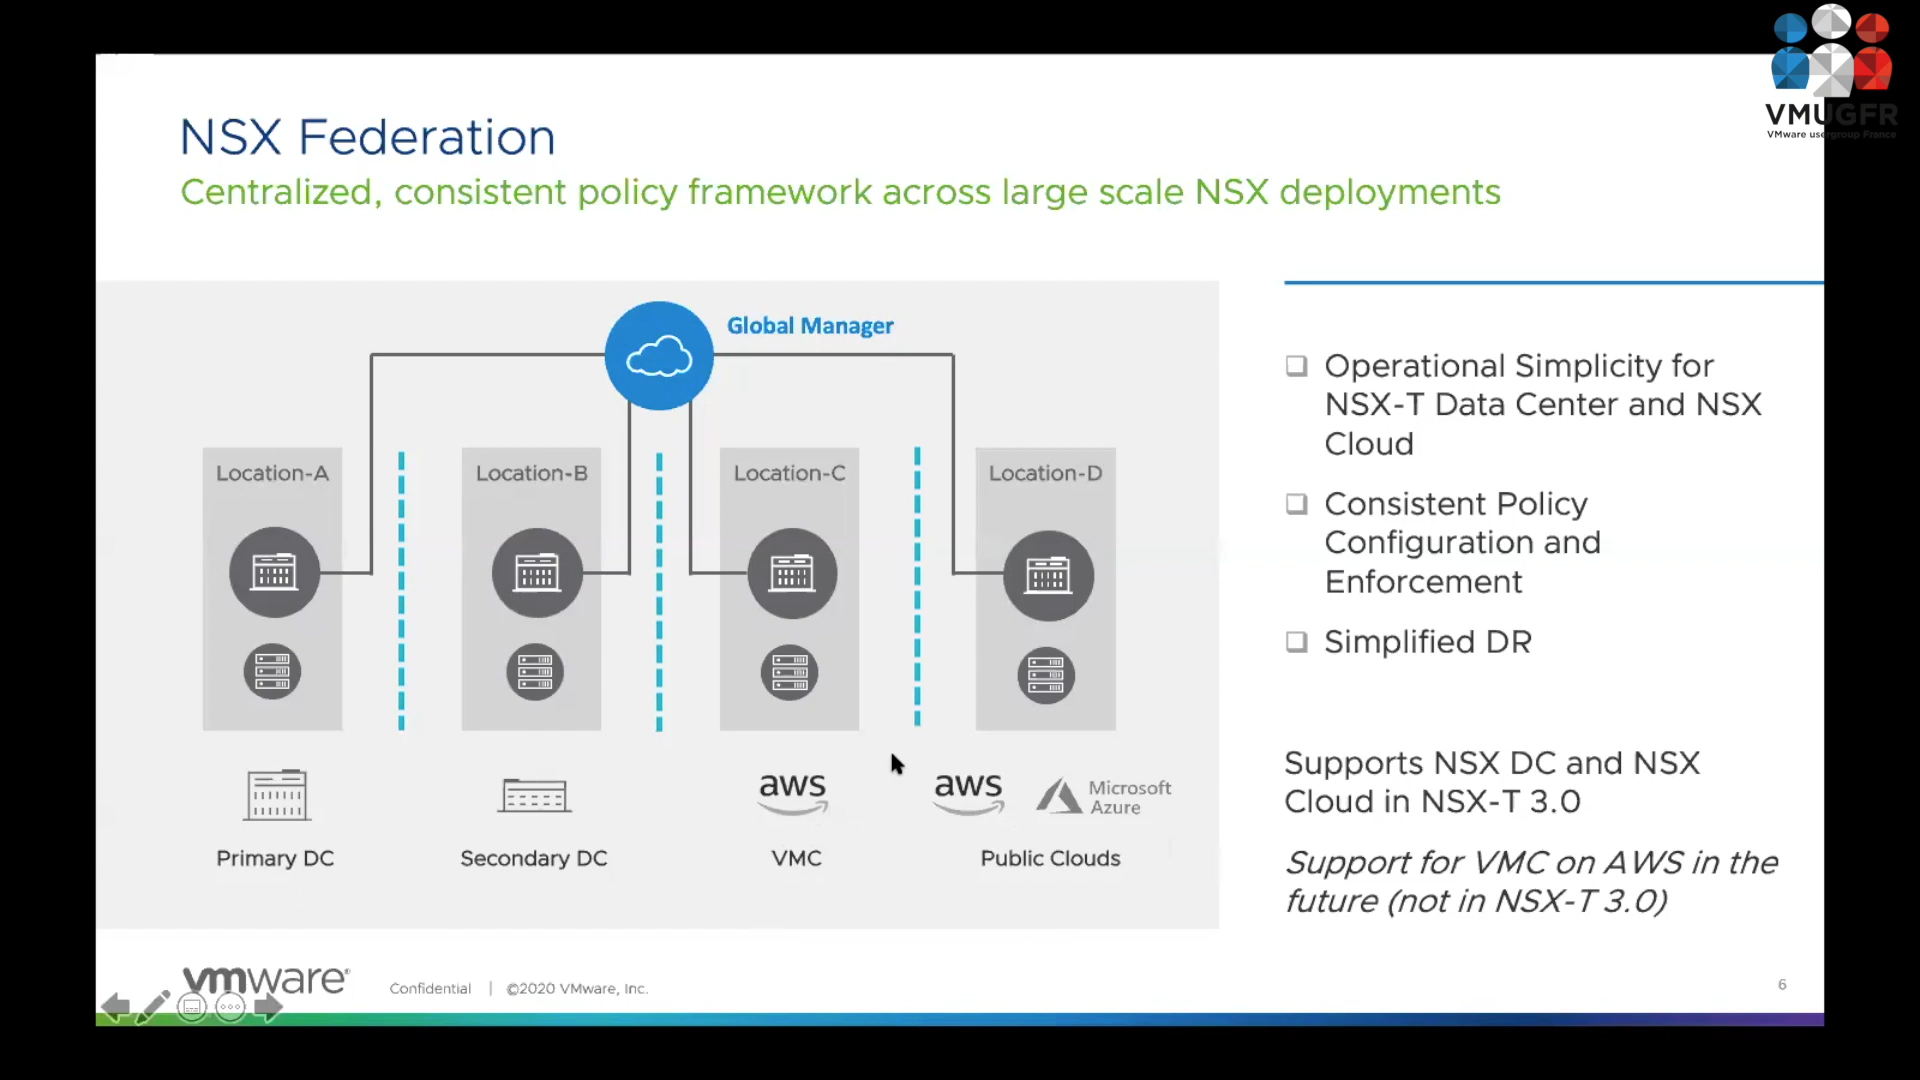 VMUGFR
VMware usergroup France
NSX Federation
Centralized, consistent policy framework across large scale NSX deployments
Global Manager
Location-A
Location-B
Location-C
Location-D
aws
aws
Microsoft
Azure
Primary DC
Secondary DC
VMC
Public Clouds
Operational Simplicity for
NSX-T Data Center and NSX
Cloud
Consistent Policy
Configuration and
Enforcement
Simplified DR
Supports NSX DC and NSX
Cloud in NSX-T 3.0
Support for VMC on AWS in the
future (not in NSX-T 3.0)
vmware®
Confidential | ©2020 VMware, Inc.
6